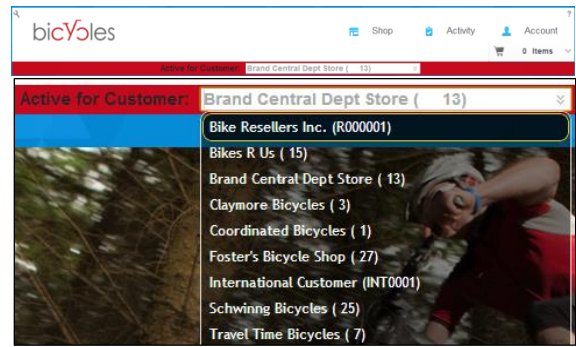 ?
bicycles
Shop
Activity
Account
0 Items
Active for Customer: Brand Central Dept Store ( 13)
Active for Customer: Brand Central Dept Store ( 13)
Bike Resellers Inc. (R000001)
Bikes R Us ( 15)
Brand Central Dept Store ( 13)
Claymore Bicycles ( 3)
Coordinated Bicycles ( 1)
Foster's Bicycle Shop ( 27)
International Customer (INT0001)
Schwinng Bicycles ( 25)
Travel Time Bicycles ( 7)